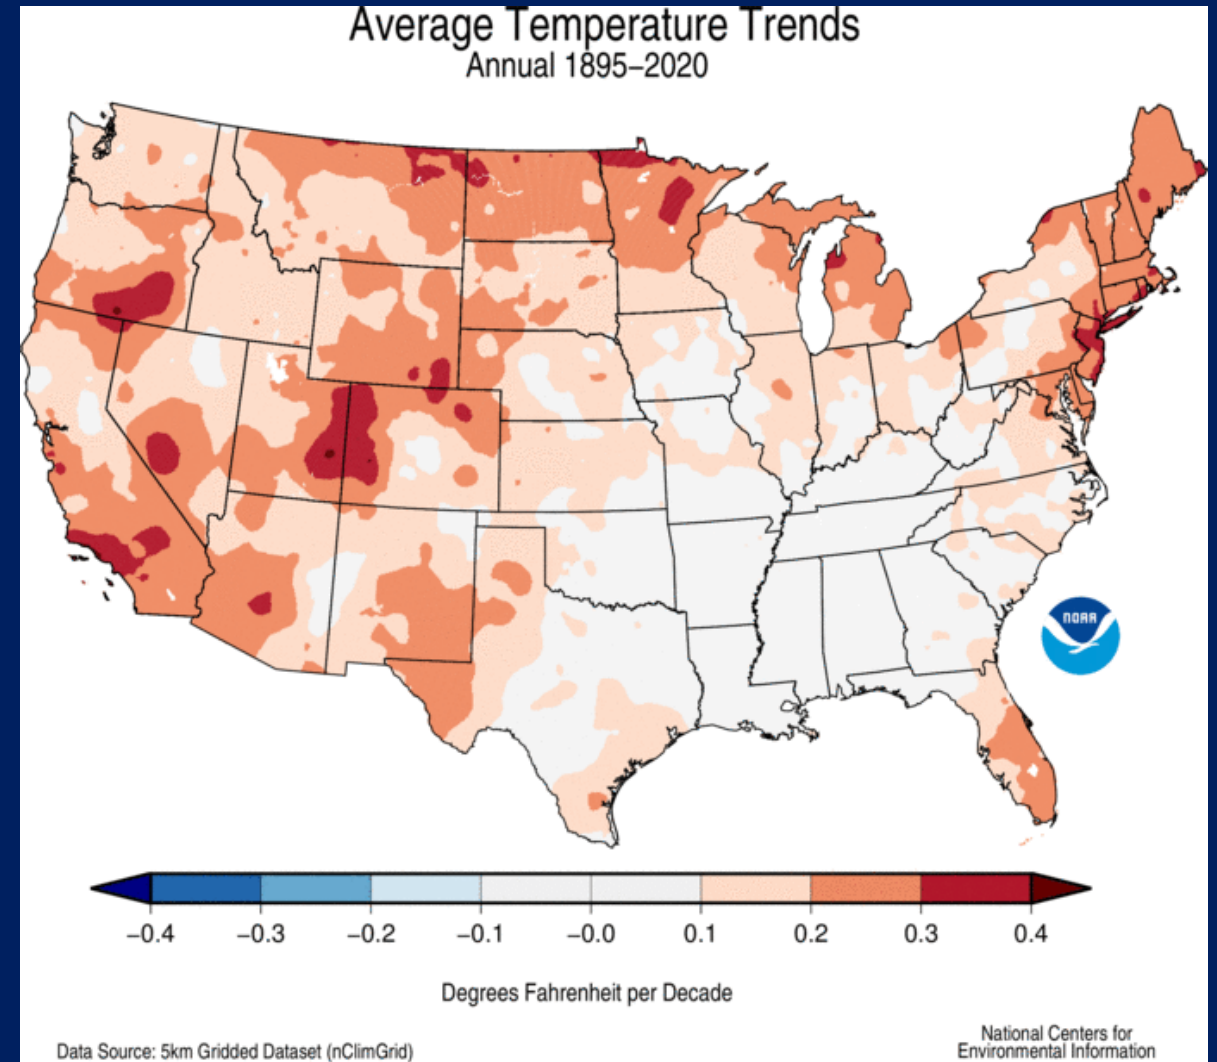 Average Temperature Trends
Annual 1895–2020
NOAA
−0.4 −0.3 −0.2 −0.1 −0.0 0.1 0.2 0.3 0.4
Degrees Fahrenheit per Decade
National Centers for
Data Source: 5km Gridded Dataset (nClimGrid) Environmental Information